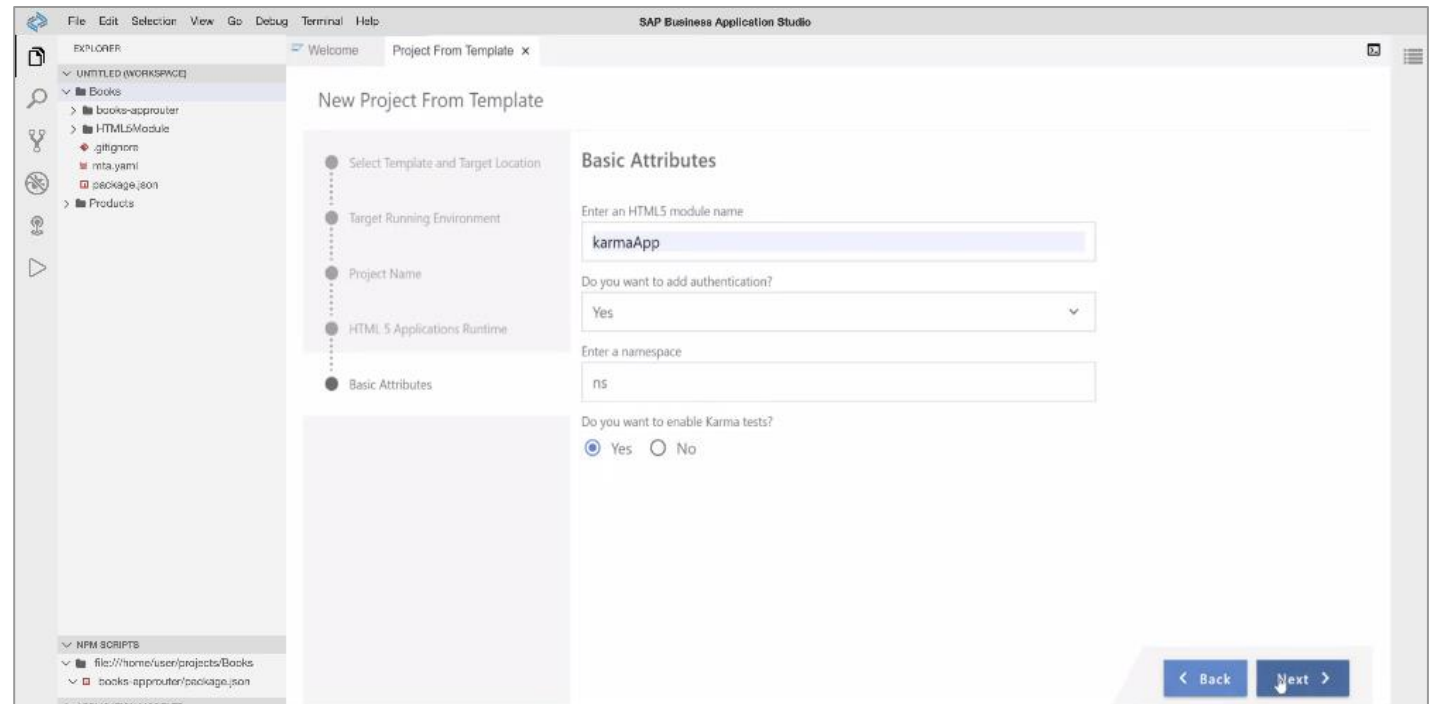 File Edit Selection View Go Debug Terminal Help
SAP Business Application Studio
EXPLORER
Welcome
Project From Template ×
UNTITLED (WORKSPACE)
Books
books-approuter
HTML5Module
.gitignore
mta.yaml
package.json
Products
New Project From Template
Select Template and Target Location
Target Running Environment
Project Name
HTML 5 Applications Runtime
Basic Attributes
Basic Attributes
Enter an HTML5 module name
karmaApp
Do you want to add authentication?
Yes
Enter a namespace
ns
Do you want to enable Karma tests?
Yes No
NPM SCRIPTS
file:///home/user/projects/Books
books-approuter/package.json
Back Next